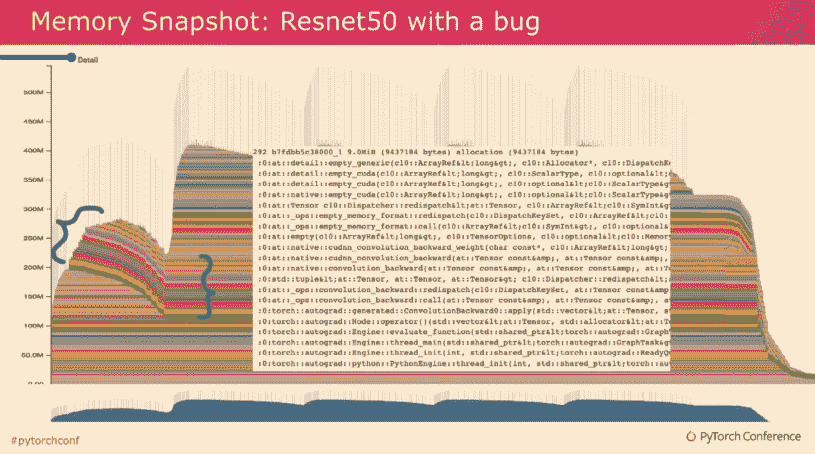 Memory Snapshot: Resnet50 with a bug
Detail
500M
450M
400M
350M
300M
250M
200M
150M
100M
50.0M
0.00
292 b7fdbb5c38000_1 9.0MiB (9437184 bytes) allocation (9437184 bytes)
:0:at::detail::empty_generic(c10::ArrayRef&lt;long&gt;, c10::Allocator*, c10::DispatchKe
:0:at::detail::empty_cuda(c10::ArrayRef&lt;long&gt;, c10::ScalarType, c10::optional&lt;c
:0:at::native::empty_cuda(c10::ArrayRef&lt;long&gt;, c10::optional&lt;c10::ScalarType&g
:0:at::native::empty_cuda(c10::ArrayRef&lt;long&gt;, c10::optional&lt;c10::ScalarType&g
:0:at::Tensor c10::Dispatcher::redispatch&lt;at::Tensor, c10::ArrayRef&lt;c10::SymInt&g
:0:at::_ops::empty_memory_format::redispatch(c10::DispatchKeySet, c10::ArrayRef&lt;c10
:0:at::_ops::empty_memory_format::call(c10::ArrayRef&lt;c10::SymInt&gt;, c10::optional&
:0:at::empty(c10::ArrayRef&lt;long&gt;, c10::TensorOptions, c10::optional&lt;c10::Memor
:0:at::native::cudnn_convolution_backward_weight(char const*, c10::ArrayRef&lt;long&gt;
:0:at::native::cudnn_convolution_backward(at::Tensor const&amp;, at::Tensor const&amp;
:0:at::native::convolution_backward(at::Tensor const&amp;, at::Tensor const&amp;, at::T
:0:std::tuple&lt;at::Tensor, at::Tensor, at::Tensor&gt; c10::Dispatcher::redispatch&lt
:0:at::_ops::convolution_backward::redispatch(c10::DispatchKeySet, at::Tensor const&am
:0:at::_ops::convolution_backward::call(at::Tensor const&amp;, at::Tensor const&amp;, a
:0:torch::autograd::generated::ConvolutionBackward0::apply(std::vector&lt;at::Tensor, s
:0:torch::autograd::Node::operator()(std::vector&lt;at::Tensor, std::allocator&lt;at::T
:0:torch::autograd::Engine::evaluate_function(std::shared_ptr&lt;torch::autograd::Graph
:0:torch::autograd::Engine::thread_main(std::shared_ptr&lt;torch::autograd::GraphTask&g
:0:torch::autograd::Engine::thread_init(int, std::shared_ptr&lt;torch::autograd::ReadyQ
:0:torch::autograd::python::PythonEngine::thread_init(int, std::shared_ptr&lt;torch::au
#pytorchconf
PyTorch Conference